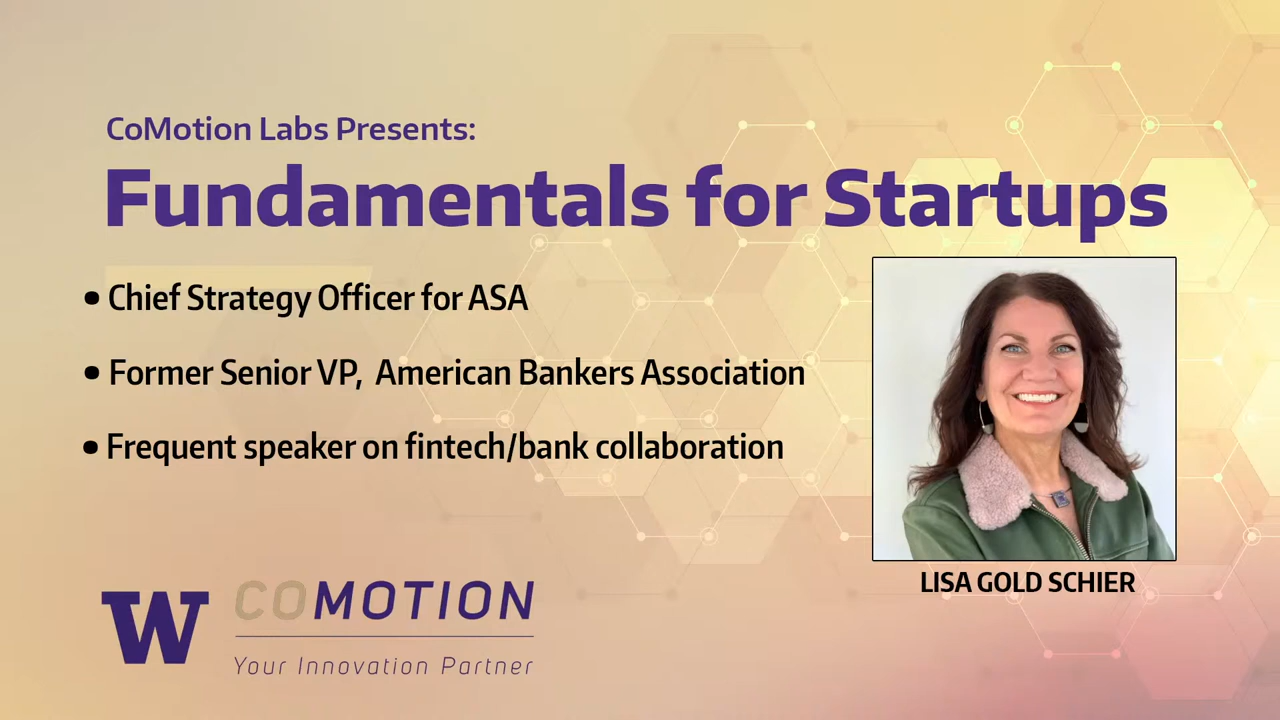 CoMotion Labs Presents:
Fundamentals for Startups
• Chief Strategy Officer for ASA
• Former Senior VP, American Bankers Association
• Frequent speaker on fintech/bank collaboration
LISA GOLD SCHIER
W COMOTION
Your Innovation Partner